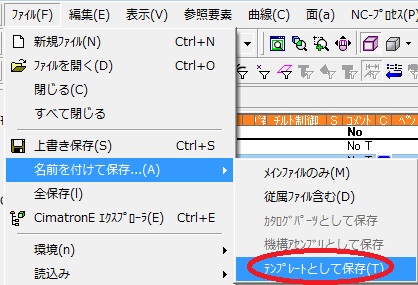 ファイル(F) 編集(E) 表示(V) 参照要素 曲線(C) 面(a) NC-プロセス(P)
新規ファイル(N) Ctrl+N
ファイルを開く(D) Ctrl+O
閉じる(C)
すべて閉じる
チルト制御 S コメント C ペン
No
上書き保存(S) Ctrl+S
No T
名前を付けて保存...(A)
No T
メインファイルのみ(M)
全保存(l)
従属ファイル含む(D)
CimatronE エクスプローラ(E) Ctrl+E
カタログパーツとして保存
機構アセンブリとして保存
環境(n)
テンプレートとして保存(T)
読込み